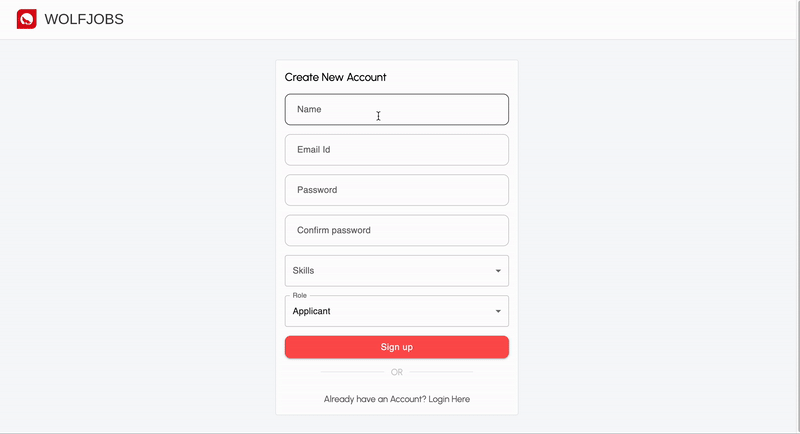 WOLFJOBS
Create New Account
Name
Email Id
Password
Confirm password
Skills
Role
Applicant
Sign up
OR
Already have an Account? Login Here